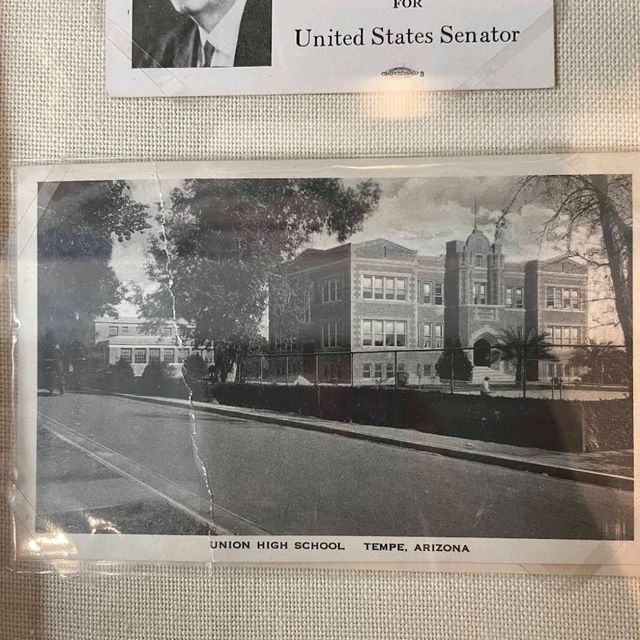 FOR
United States Senator
UNION HIGH SCHOOL TEMPE, ARIZONA